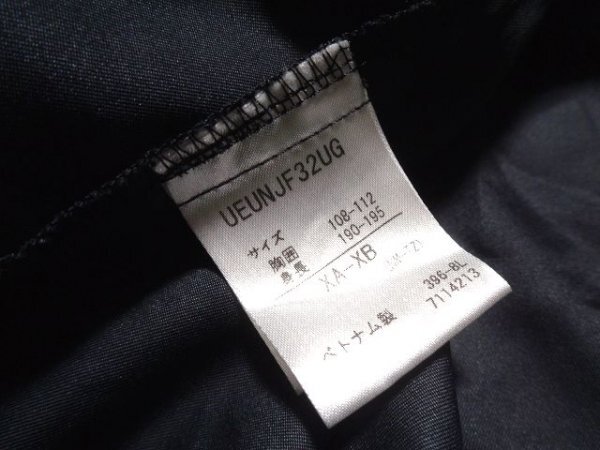 UEUNJF32UG
サイズ
胸囲 108-112
身長 190-195
XA-XB
396-8L
ベトナム製 7114213